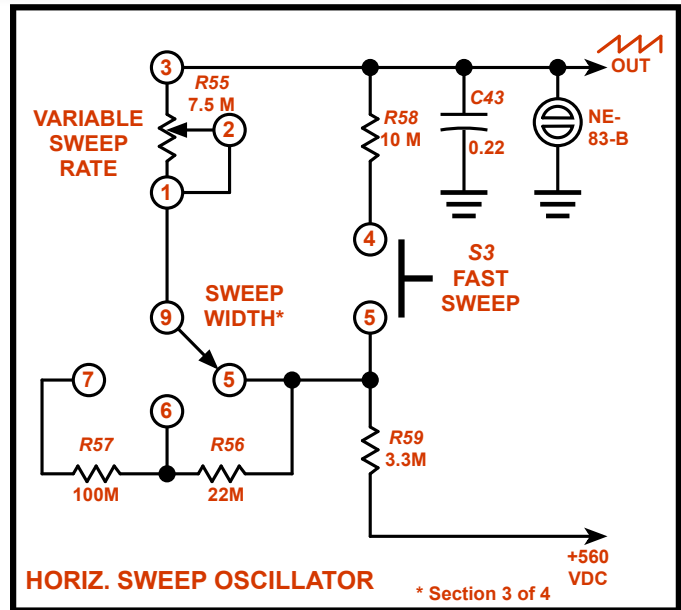 3
R55
7.5 M
OUT
VARIABLE
SWEEP
RATE
2
R58
10 M
C43
0.22
NE-
83-B
1
4
S3
FAST
SWEEP
SWEEP
WIDTH*
9
5
7
5
6
R57
100M
R56
22M
R59
3.3M
+560
VDC
HORIZ. SWEEP OSCILLATOR
* Section 3 of 4